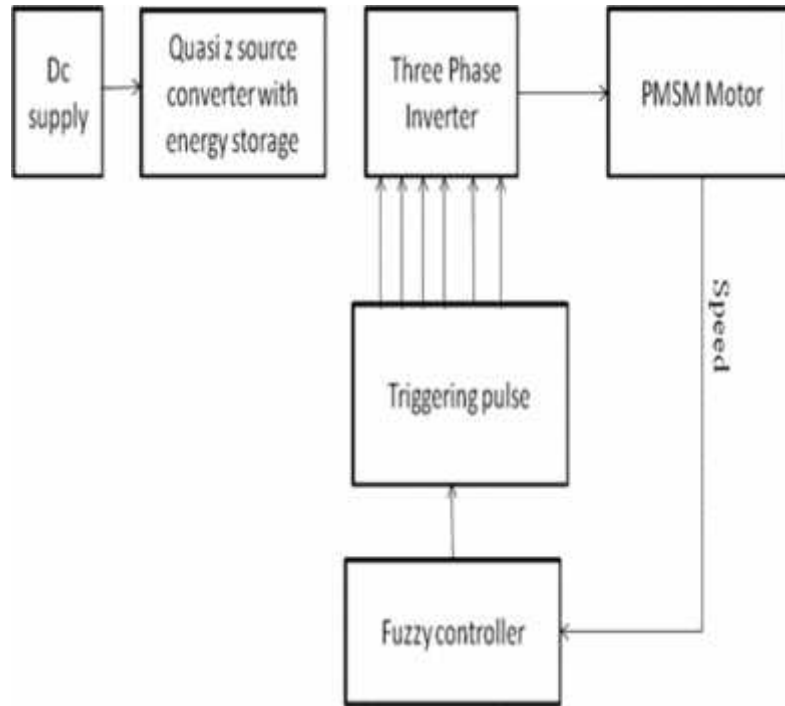 Dc
supply
Quasi z source
converter with
energy storage
Three Phase
Inverter
PMSM Motor
Speed
Triggering pulse
Fuzzy controller